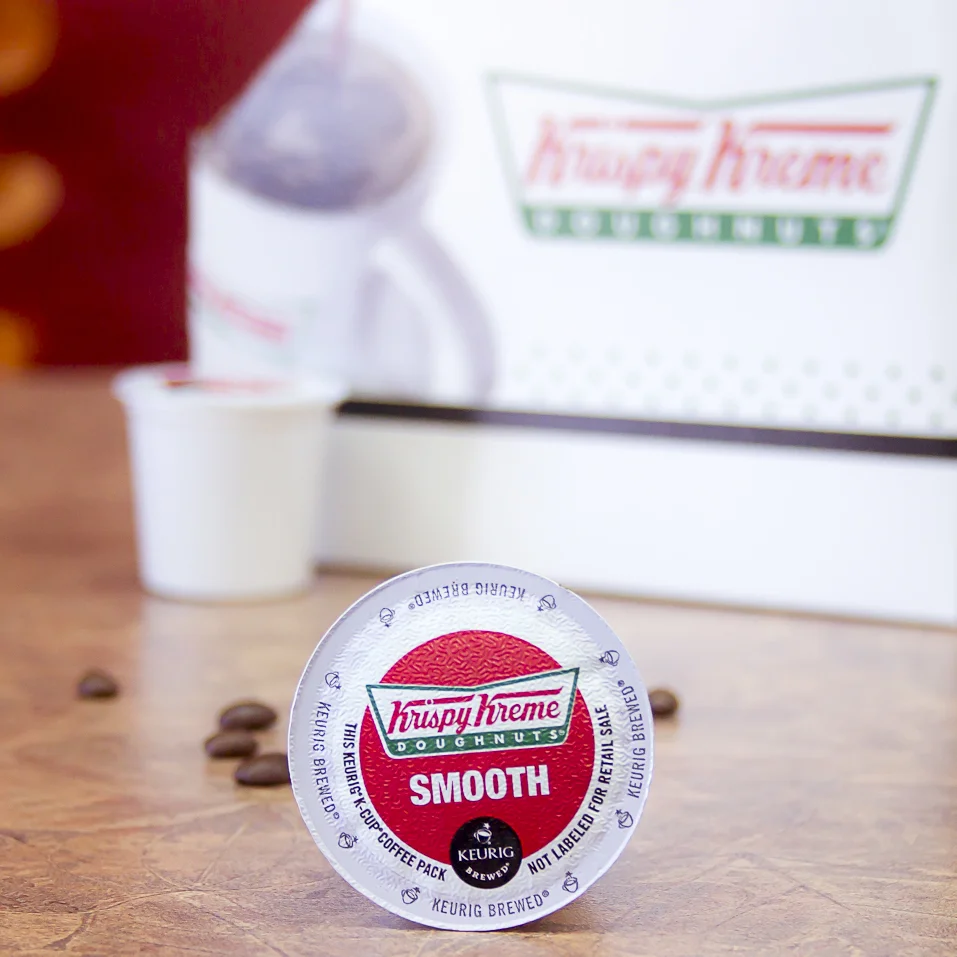 Krispy Kreme
DOUGHNUTS
KEURIG BREWED®
KEURIG BREWED®
KEURIG BREWED®
Krispy Kreme
DOUGHNUTS®
SMOOTH
THIS KEURIG® K-CUP® COFFEE PACK
NOT LABELED FOR RETAIL SALE
KEURIG
BREWED®
KEURIG BREWED®